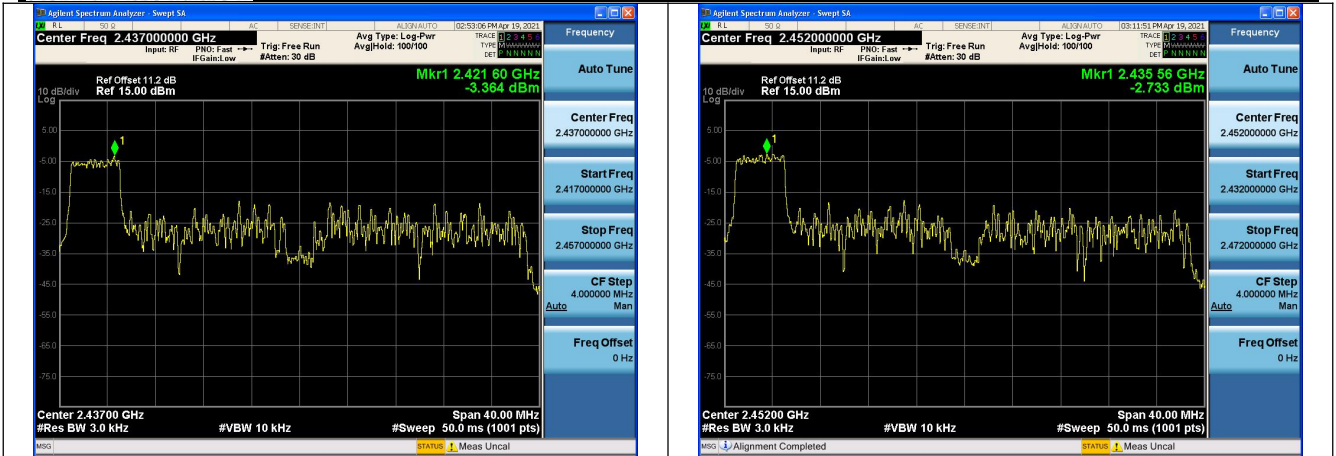 Agilent Spectrum Analyzer - Swept SA
RL 50 Ω AC SENSE:INT ALIGN AUTO 02:53:06 PM Apr 19, 2021
Center Freq 2.437000000 GHz
Input: RF PNO: Fast Trig: Free Run Avg Type: Log-Pwr TRACE 1 2 3 4 5 6
IFGain:Low #Atten: 30 dB Avg|Hold: 100/100 TYPE M
DET P N N N N N
Ref Offset 11.2 dB
Mkr1 2.421 60 GHz
10 dB/div Ref 15.00 dBm
-3.364 dBm
Log
5.00
1
-5.00
-15.0
-25.0
-35.0
-45.0
-55.0
-65.0
-75.0
Center 2.43700 GHz Span 40.00 MHz
#Res BW 3.0 kHz #VBW 10 kHz #Sweep 50.0 ms (1001 pts)
MSG STATUS Meas Uncal
Frequency
Auto Tune
Center Freq
2.437000000 GHz
Start Freq
2.417000000 GHz
Stop Freq
2.457000000 GHz
CF Step
4.000000 MHz
Auto Man
Freq Offset
0 Hz
Agilent Spectrum Analyzer - Swept SA
RL 50 Ω AC SENSE:INT ALIGN AUTO 03:11:51 PM Apr 19, 2021
Center Freq 2.452000000 GHz
Input: RF PNO: Fast Trig: Free Run Avg Type: Log-Pwr TRACE 1 2 3 4 5 6
IFGain:Low #Atten: 30 dB Avg|Hold: 100/100 TYPE M
DET P N N N N N
Ref Offset 11.2 dB
Mkr1 2.435 56 GHz
10 dB/div Ref 15.00 dBm
-2.733 dBm
Log
5.00
1
-5.00
-15.0
-25.0
-35.0
-45.0
-55.0
-65.0
-75.0
Center 2.45200 GHz Span 40.00 MHz
#Res BW 3.0 kHz #VBW 10 kHz #Sweep 50.0 ms (1001 pts)
MSG Alignment Completed STATUS Meas Uncal
Frequency
Auto Tune
Center Freq
2.452000000 GHz
Start Freq
2.432000000 GHz
Stop Freq
2.472000000 GHz
CF Step
4.000000 MHz
Auto Man
Freq Offset
0 Hz